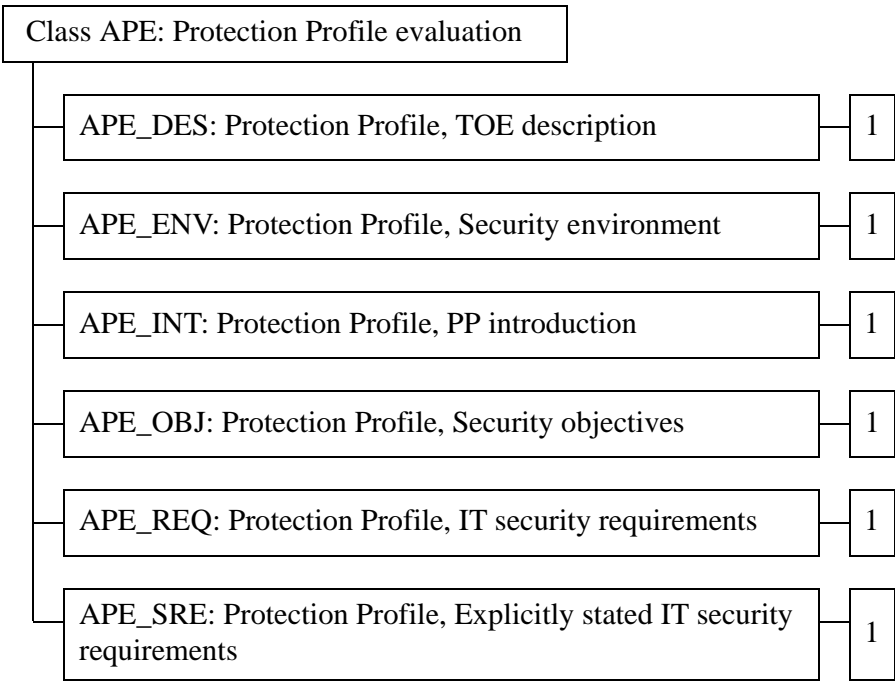 Class APE: Protection Profile evaluation
APE_DES: Protection Profile, TOE description 1
APE_ENV: Protection Profile, Security environment 1
APE_INT: Protection Profile, PP introduction 1
APE_OBJ: Protection Profile, Security objectives 1
APE_REQ: Protection Profile, IT security requirements 1
APE_SRE: Protection Profile, Explicitly stated IT security
requirements 1